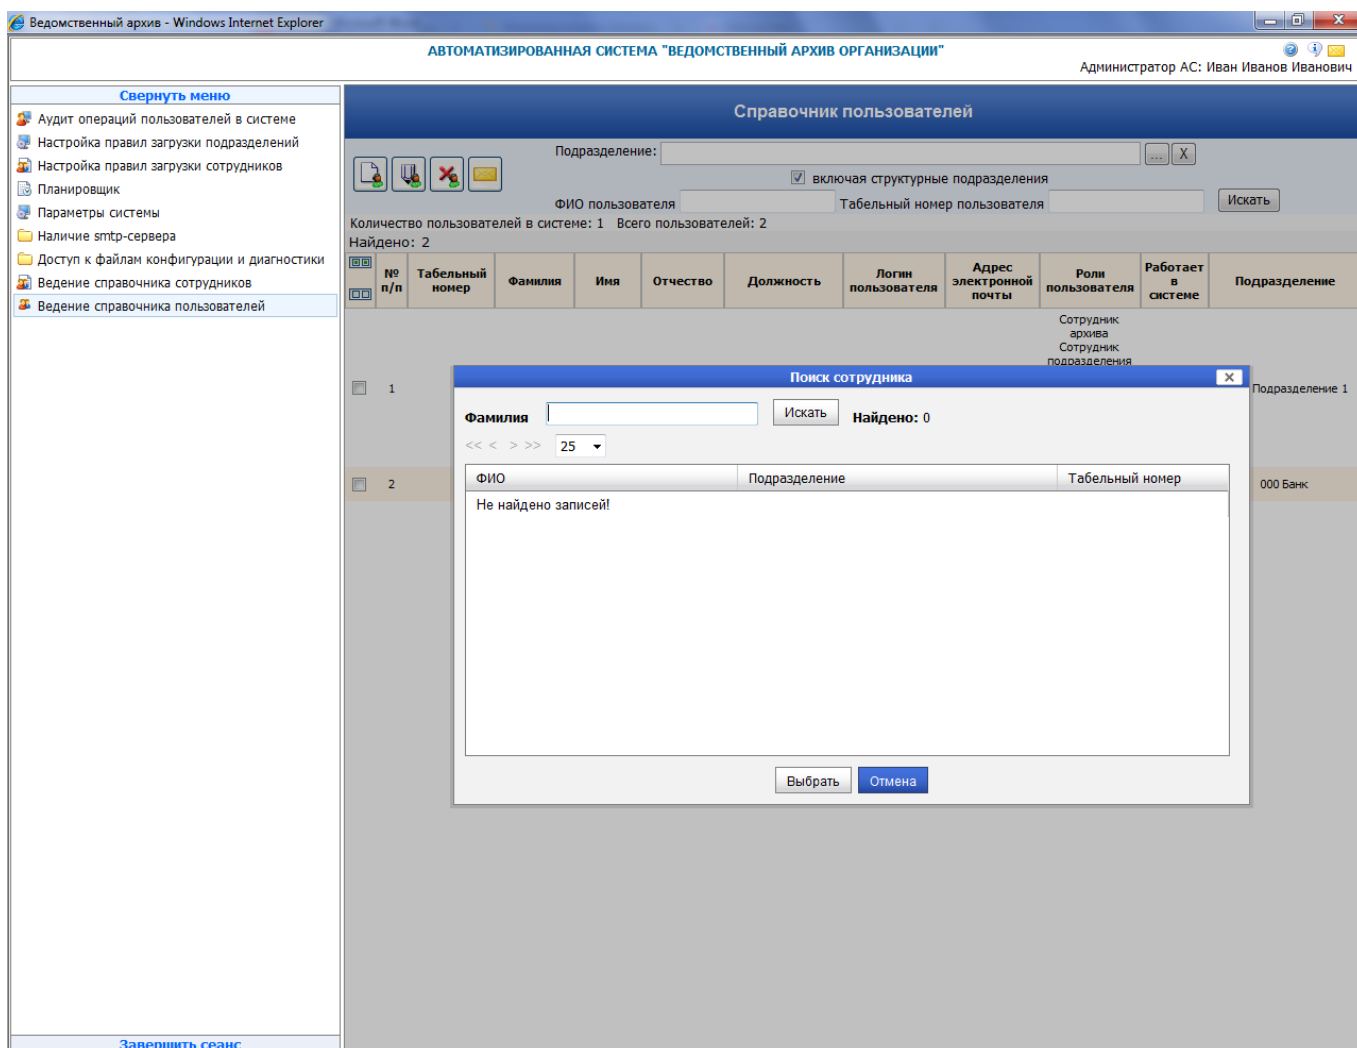 Ведомственный архив - Windows Internet Explorer
АВТОМАТИЗИРОВАННАЯ СИСТЕМА "ВЕДОМСТВЕННЫЙ АРХИВ ОРГАНИЗАЦИИ"
Администратор АС: Иван Иванов Иванович
Свернуть меню
Аудит операций пользователей в системе
Настройка правил загрузки подразделений
Настройка правил загрузки сотрудников
Планировщик
Параметры системы
Наличие smtp-сервера
Доступ к файлам конфигурации и диагностики
Ведение справочника сотрудников
Ведение справочника пользователей
Завершить сеанс
Справочник пользователей
Подразделение: ... X
включая структурные подразделения
ФИО пользователя Табельный номер пользователя Искать
Количество пользователей в системе: 1 Всего пользователей: 2
Найдено: 2
№ п/п Табельный номер Фамилия Имя Отчество Должность Логин пользователя Адрес электронной почты Роли пользователя Работает в системе Подразделение
Сотрудник
архива
Сотрудник
подразделения
1 Подразделение 1
2 000 Банк
Поиск сотрудника X
Фамилия Искать Найдено: 0
<< < > >> 25
ФИО Подразделение Табельный номер
Не найдено записей!
Выбрать Отмена